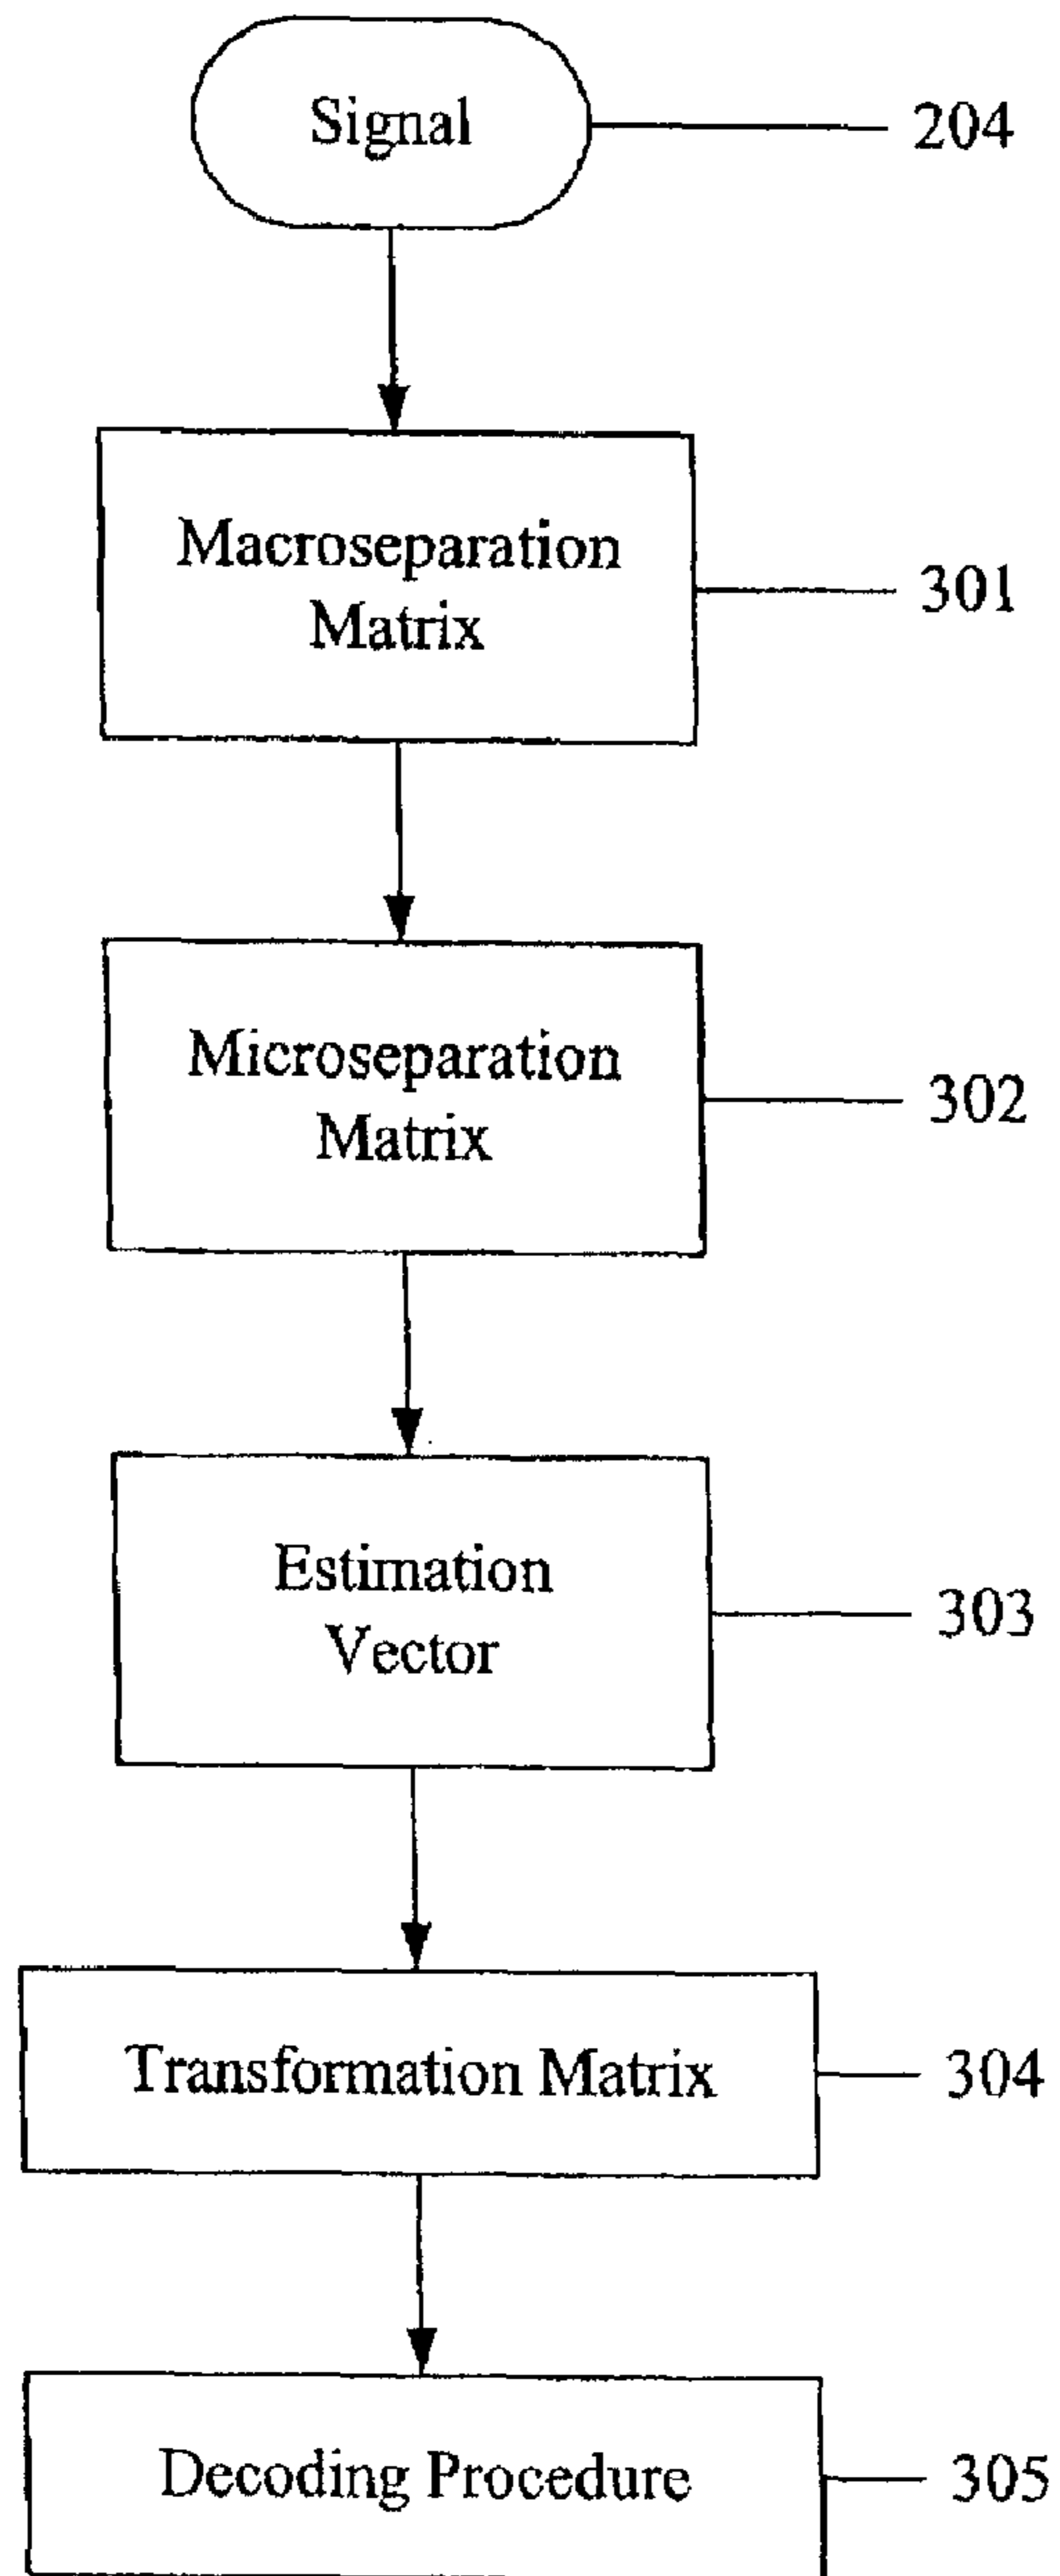 Signal
204
Macroseparation
Matrix
301
Microseparation
Matrix
302
Estimation
Vector
303
Transformation Matrix
304
Decoding Procedure
305